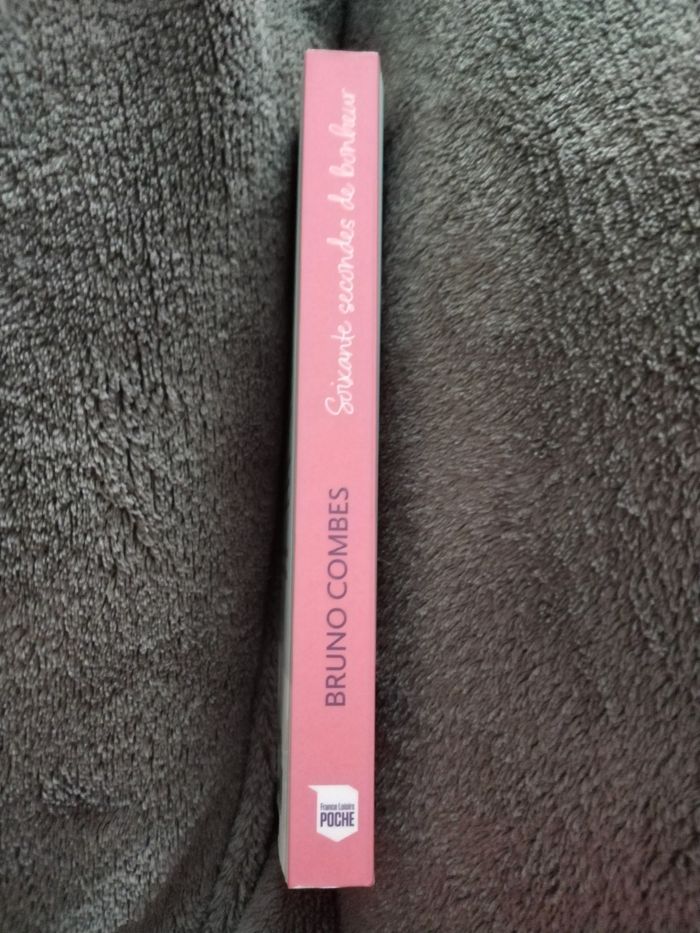 Soixante secondes de bonheur
BRUNO COMBES
France Loisirs
POCHE